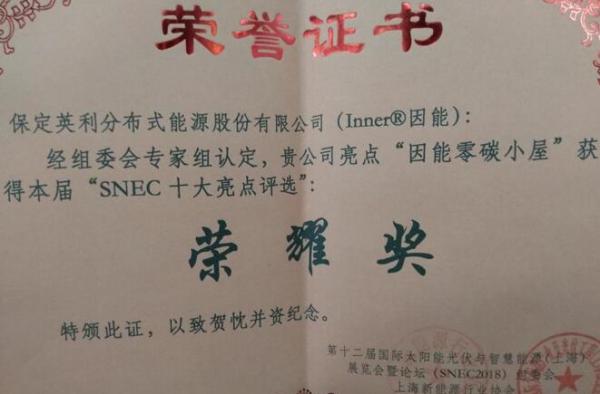 荣誉证书
保定英利分布式能源股份有限公司（Inner®因能）：
经组委会专家组认定，贵公司亮点“因能零碳小屋”获
得本届“SNEC 十大亮点评选”：
荣耀奖
特颁此证，以致贺忱并资纪念。
第十二届国际太阳能光伏与智慧能源（上海）
展览会暨论坛（SNEC2018）组委会
上海新能源行业协会